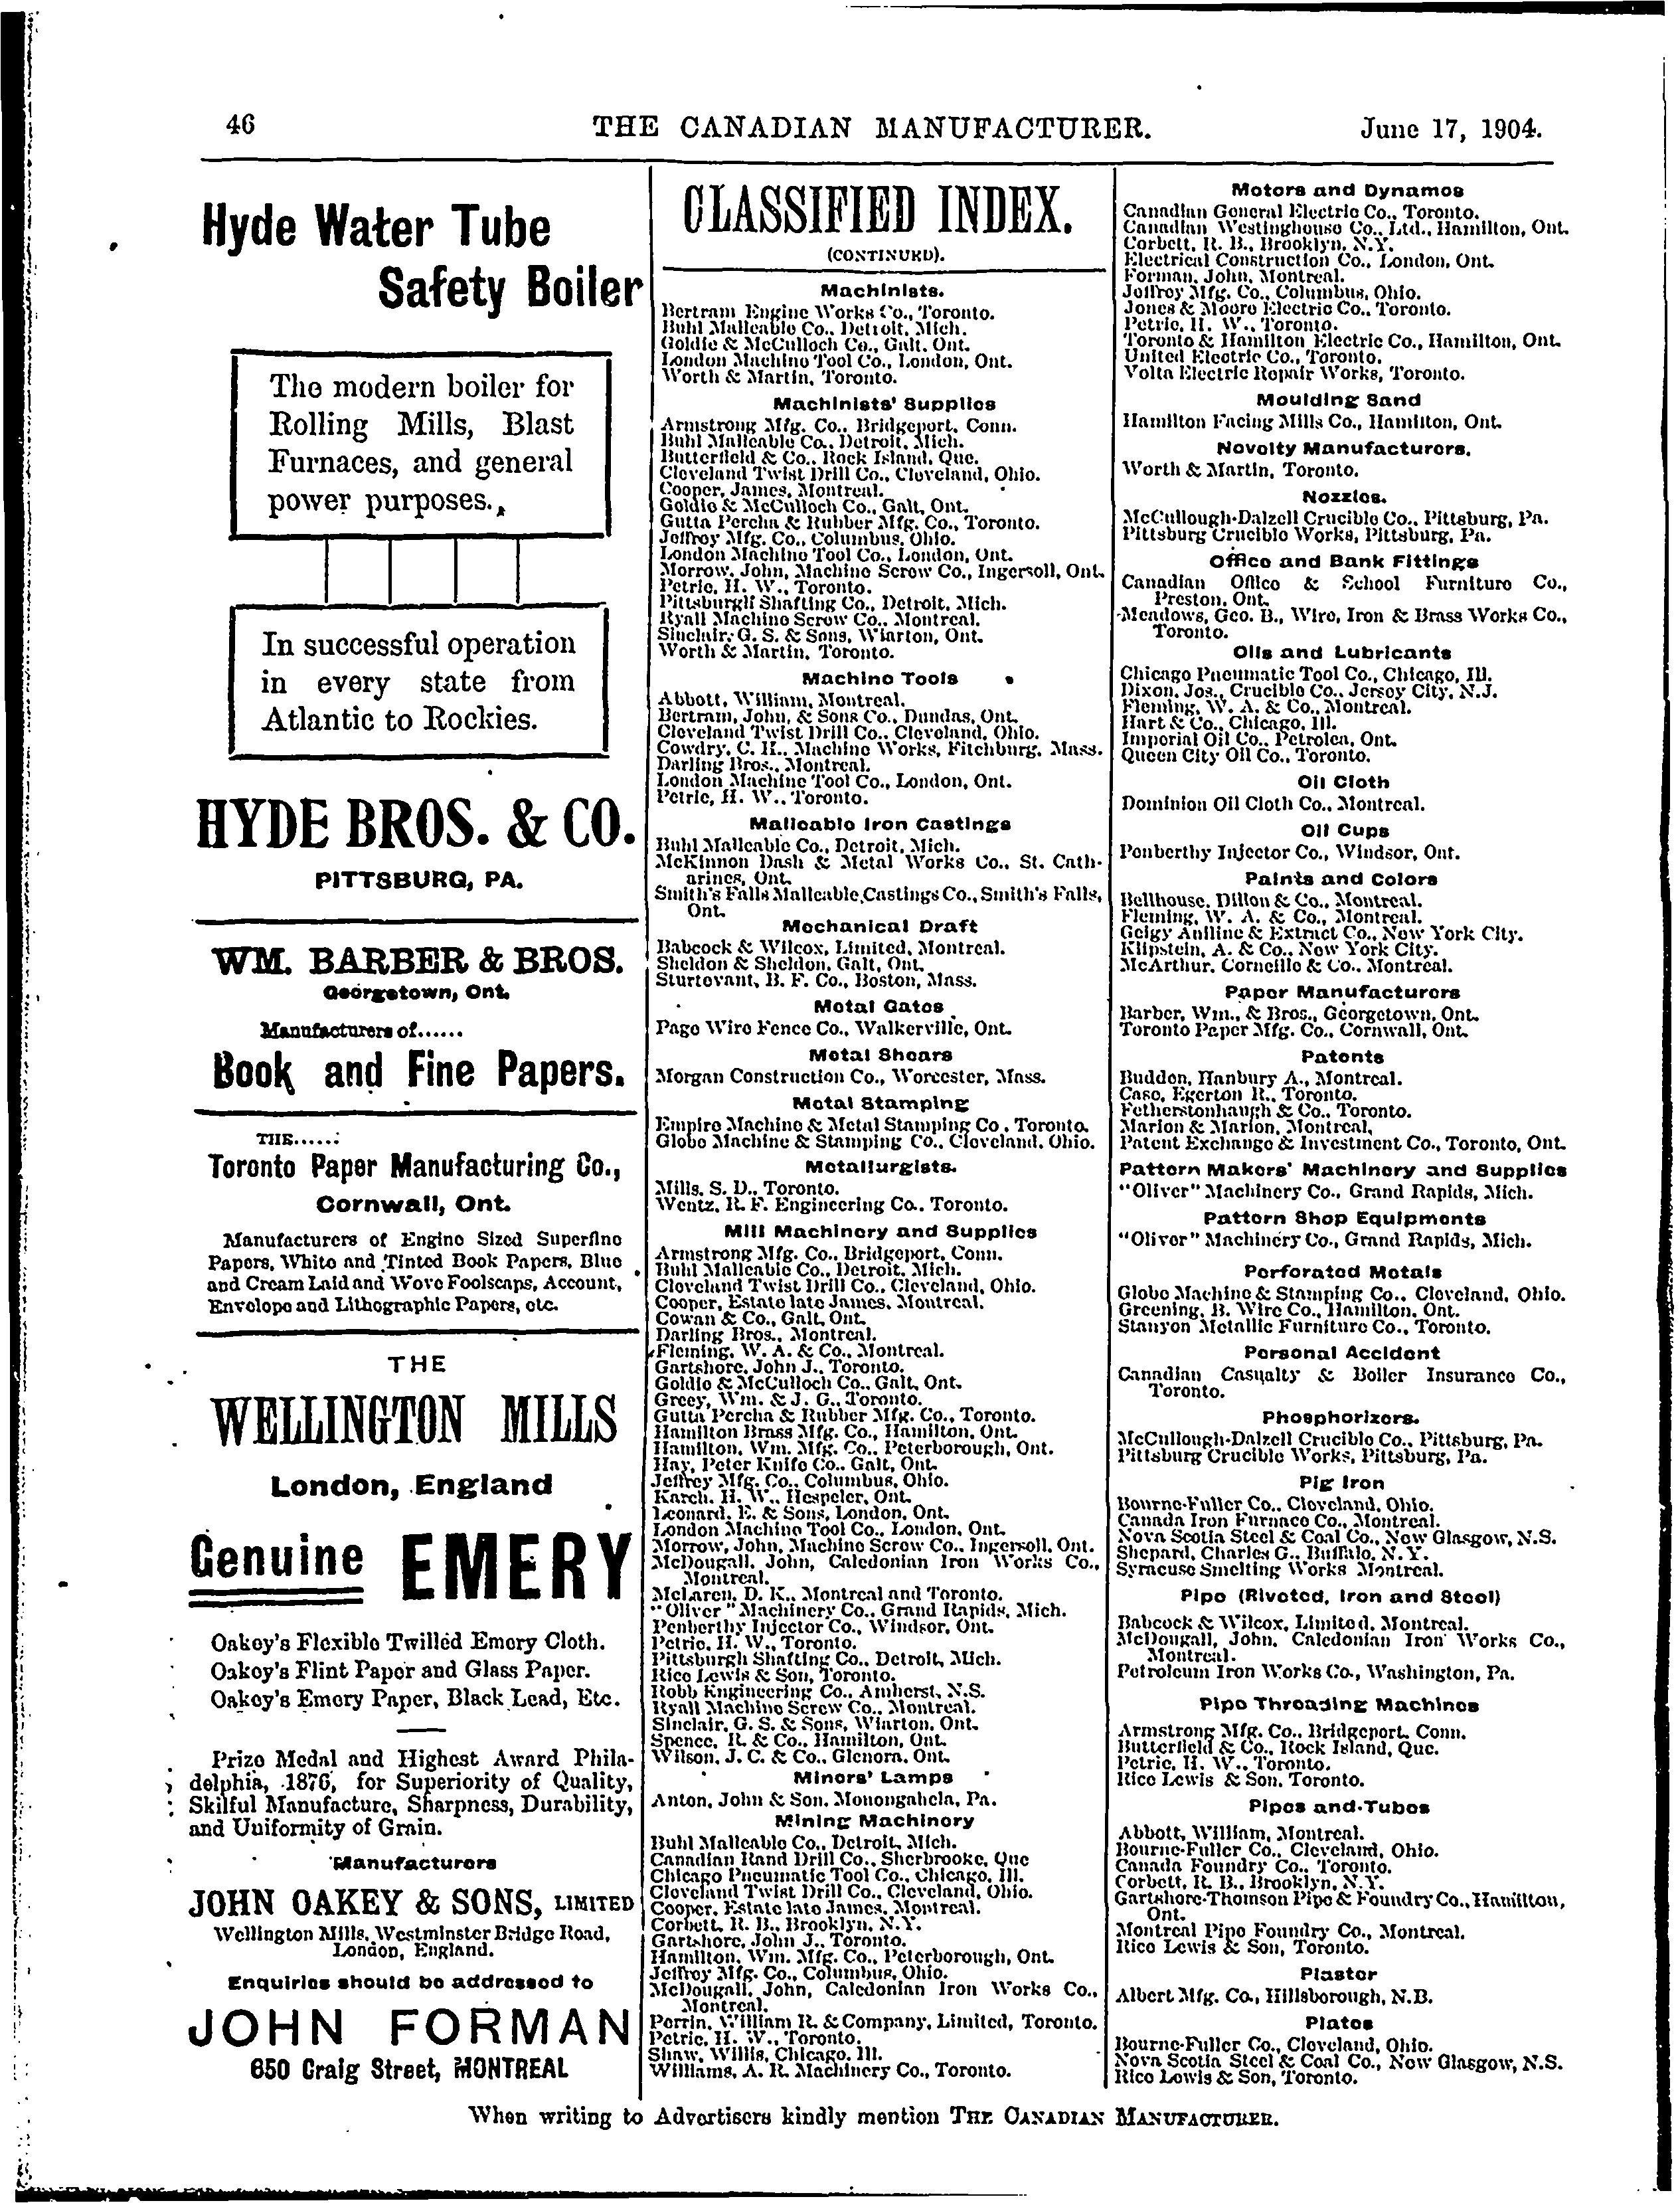 46
THE CANADIAN MANUFACTURER.
June 17, 1904.
Hyde Water Tube
Safety Boiler
The modern boiler for
Rolling Mills, Blast
Furnaces, and general
power purposes.
In successful operation
in every state from
Atlantic to Rockies.
HYDE BROS. & CO.
PITTSBURG, PA.
WM. BARBER & BROS.
Georgetown, Ont.
Manufacturers of......
Book and Fine Papers.
THE......
Toronto Paper Manufacturing Co.,
Cornwall, Ont.
Manufacturers of Engine Sized Superfine
Papers, White and Tinted Book Papers, Blue
and Cream Laid and Wove Foolscaps, Account,
Envelope and Lithographic Papers, etc.
THE
WELLINGTON MILLS
London, England
Genuine EMERY
Oakey's Flexible Twilled Emery Cloth.
Oakey's Flint Paper and Glass Paper.
Oakey's Emery Paper, Black Lead, Etc.
Prize Medal and Highest Award Phila-
delphia, 1876, for Superiority of Quality,
Skilful Manufacture, Sharpness, Durability,
and Uniformity of Grain.
Manufacturers
JOHN OAKEY & SONS, LIMITED
Wellington Mills, Westminster Bridge Road,
London, England.
Enquiries should be addressed to
JOHN FORMAN
650 Craig Street, MONTREAL
CLASSIFIED INDEX.
(CONTINUED).
Machinists.
Bertram Engine Works Co., Toronto.
Buhl Malleable Co., Detroit, Mich.
Goldie & McCulloch Co., Galt, Ont.
London Machine Tool Co., London, Ont.
Worth & Martin, Toronto.
Machinists' Supplies
Armstrong Mfg. Co., Bridgeport, Conn.
Buhl Malleable Co., Detroit, Mich.
Butterfield & Co., Rock Island, Que.
Cleveland Twist Drill Co., Cleveland, Ohio.
Cooper, James, Montreal.
Goldie & McCulloch Co., Galt, Ont.
Gutta Percha & Rubber Mfg. Co., Toronto.
Jeffrey Mfg. Co., Columbus, Ohio.
London Machine Tool Co., London, Ont.
Morrow, John, Machine Screw Co., Ingersoll, Ont.
Petrie, H. W., Toronto.
Pittsburgh Shafting Co., Detroit, Mich.
Ryall Machine Screw Co., Montreal.
Sinclair, G. S. & Sons, Wiarton, Ont.
Worth & Martin, Toronto.
Machine Tools
Abbott, William, Montreal.
Bertram, John, & Sons Co., Dundas, Ont.
Cleveland Twist Drill Co., Cleveland, Ohio.
Cowdry, C. H., Machine Works, Fitchburg, Mass.
Darling Bros., Montreal.
London Machine Tool Co., London, Ont.
Petrie, H. W., Toronto.
Malleable Iron Castings
Buhl Malleable Co., Detroit, Mich.
McKinnon Dash & Metal Works Co., St. Cath-
arines, Ont.
Smith's Falls Malleable Castings Co., Smith's Falls,
Ont.
Mechanical Draft
Babcock & Wilcox, Limited, Montreal.
Sheldon & Sheldon, Galt, Ont.
Sturtevant, B. F. Co., Boston, Mass.
Metal Gates
Page Wire Fence Co., Walkerville, Ont.
Metal Shears
Morgan Construction Co., Worcester, Mass.
Metal Stamping
Empire Machine & Metal Stamping Co., Toronto.
Globe Machine & Stamping Co., Cleveland, Ohio.
Metallurgists.
Mills, S. D., Toronto.
Wentz, R. F. Engineering Co., Toronto.
Mill Machinery and Supplies
Armstrong Mfg. Co., Bridgeport, Conn.
Buhl Malleable Co., Detroit, Mich.
Cleveland Twist Drill Co., Cleveland, Ohio.
Cooper, Estate late James, Montreal.
Cowan & Co., Galt, Ont.
Darling Bros., Montreal.
Fleming, W. A. & Co., Montreal.
Gartshore, John J., Toronto.
Goldie & McCulloch Co., Galt, Ont.
Greey, Wm. & J. G., Toronto.
Gutta Percha & Rubber Mfg. Co., Toronto.
Hamilton Brass Mfg. Co., Hamilton, Ont.
Hamilton, Wm. Mfg. Co., Peterborough, Ont.
Hay, Peter Knife Co., Galt, Ont.
Jeffrey Mfg. Co., Columbus, Ohio.
Karch, H. W., Hespeler, Ont.
Leonard, E. & Sons, London, Ont.
London Machine Tool Co., London, Ont.
Morrow, John, Machine Screw Co., Ingersoll, Ont.
McDougall, John, Caledonian Iron Works Co.,
Montreal.
McLaren, D. K., Montreal and Toronto.
"Oliver" Machinery Co., Grand Rapids, Mich.
Penberthy Injector Co., Windsor, Ont.
Petrie, H. W., Toronto.
Pittsburgh Shafting Co., Detroit, Mich.
Rice Lewis & Son, Toronto.
Robb Engineering Co., Amherst, N.S.
Ryall Machine Screw Co., Montreal.
Sinclair, G. S. & Sons, Wiarton, Ont.
Spence, R. & Co., Hamilton, Ont.
Wilson, J. C. & Co., Glenora, Ont.
Miners' Lamps
Anton, John & Son, Monongahela, Pa.
Mining Machinery
Buhl Malleable Co., Detroit, Mich.
Canadian Rand Drill Co., Sherbrooke, Que
Chicago Pneumatic Tool Co., Chicago, Ill.
Cleveland Twist Drill Co., Cleveland, Ohio.
Cooper, Estate late James, Montreal.
Corbett, R. B., Brooklyn, N.Y.
Gartshore, John J., Toronto.
Hamilton, Wm. Mfg. Co., Peterborough, Ont.
Jeffrey Mfg. Co., Columbus, Ohio.
McDougall, John, Caledonian Iron Works Co.,
Montreal.
Perrin, William R. & Company, Limited, Toronto.
Petrie, H. W., Toronto.
Shaw, Willis, Chicago, Ill.
Williams, A. R. Machinery Co., Toronto.
Motors and Dynamos
Canadian General Electric Co., Toronto.
Canadian Westinghouse Co., Ltd., Hamilton, Ont.
Corbett, R. B., Brooklyn, N.Y.
Electrical Construction Co., London, Ont.
Forman, John, Montreal.
Jeffrey Mfg. Co., Columbus, Ohio.
Jones & Moore Electric Co., Toronto.
Petrie, H. W., Toronto.
Toronto & Hamilton Electric Co., Hamilton, Ont.
United Electric Co., Toronto.
Volta Electric Repair Works, Toronto.
Moulding Sand
Hamilton Facing Mills Co., Hamilton, Ont.
Novelty Manufacturers.
Worth & Martin, Toronto.
Nozzles.
McCullough-Dalzell Crucible Co., Pittsburg, Pa.
Pittsburg Crucible Works, Pittsburg, Pa.
Office and Bank Fittings
Canadian Office & School Furniture Co.,
Preston, Ont.
Meadows, Geo. B., Wire, Iron & Brass Works Co.,
Toronto.
Oils and Lubricants
Chicago Pneumatic Tool Co., Chicago, Ill.
Dixon, Jos., Crucible Co., Jersey City, N.J.
Fleming, W. A. & Co., Montreal.
Hart & Co., Chicago, Ill.
Imperial Oil Co., Petrolea, Ont.
Queen City Oil Co., Toronto.
Oil Cloth
Dominion Oil Cloth Co., Montreal.
Oil Cups
Penberthy Injector Co., Windsor, Ont.
Paints and Colors
Bellhouse, Dillon & Co., Montreal.
Fleming, W. A. & Co., Montreal.
Geigy Aniline & Extract Co., New York City.
Klipstein, A. & Co., New York City.
McArthur, Corneille & Co., Montreal.
Paper Manufacturers
Barber, Wm., & Bros., Georgetown, Ont.
Toronto Paper Mfg. Co., Cornwall, Ont.
Patents
Budden, Hanbury A., Montreal.
Case, Egerton R., Toronto.
Fetherstonhaugh & Co., Toronto.
Marion & Marion, Montreal,
Patent Exchange & Investment Co., Toronto, Ont.
Pattern Makers' Machinery and Supplies
"Oliver" Machinery Co., Grand Rapids, Mich.
Pattern Shop Equipments
"Oliver" Machinery Co., Grand Rapids, Mich.
Perforated Metals
Globe Machine & Stamping Co., Cleveland, Ohio.
Greening, B. Wire Co., Hamilton, Ont.
Stanyon Metallic Furniture Co., Toronto.
Personal Accident
Canadian Casualty & Boiler Insurance Co.,
Toronto.
Phosphorizers.
McCullough-Dalzell Crucible Co., Pittsburg, Pa.
Pittsburg Crucible Works, Pittsburg, Pa.
Pig Iron
Bourne-Fuller Co., Cleveland, Ohio.
Canada Iron Furnace Co., Montreal.
Nova Scotia Steel & Coal Co., New Glasgow, N.S.
Shepard, Charles G., Buffalo, N.Y.
Syracuse Smelting Works Montreal.
Pipe (Riveted, Iron and Steel)
Babcock & Wilcox, Limited, Montreal.
McDougall, John, Caledonian Iron Works Co.,
Montreal.
Petroleum Iron Works Co., Washington, Pa.
Pipe Threading Machines
Armstrong Mfg. Co., Bridgeport, Conn.
Butterfield & Co., Rock Island, Que.
Petrie, H. W., Toronto.
Rice Lewis & Son, Toronto.
Pipes and Tubes
Abbott, William, Montreal.
Bourne-Fuller Co., Cleveland, Ohio.
Canada Foundry Co., Toronto.
Corbett, R. B., Brooklyn, N.Y.
Gartshore-Thomson Pipe & Foundry Co., Hamilton,
Ont.
Montreal Pipe Foundry Co., Montreal.
Rice Lewis & Son, Toronto.
Plaster
Albert Mfg. Co., Hillsborough, N.B.
Plates
Bourne-Fuller Co., Cleveland, Ohio.
Nova Scotia Steel & Coal Co., New Glasgow, N.S.
Rice Lewis & Son, Toronto.
When writing to Advertisers kindly mention THE CANADIAN MANUFACTURER.